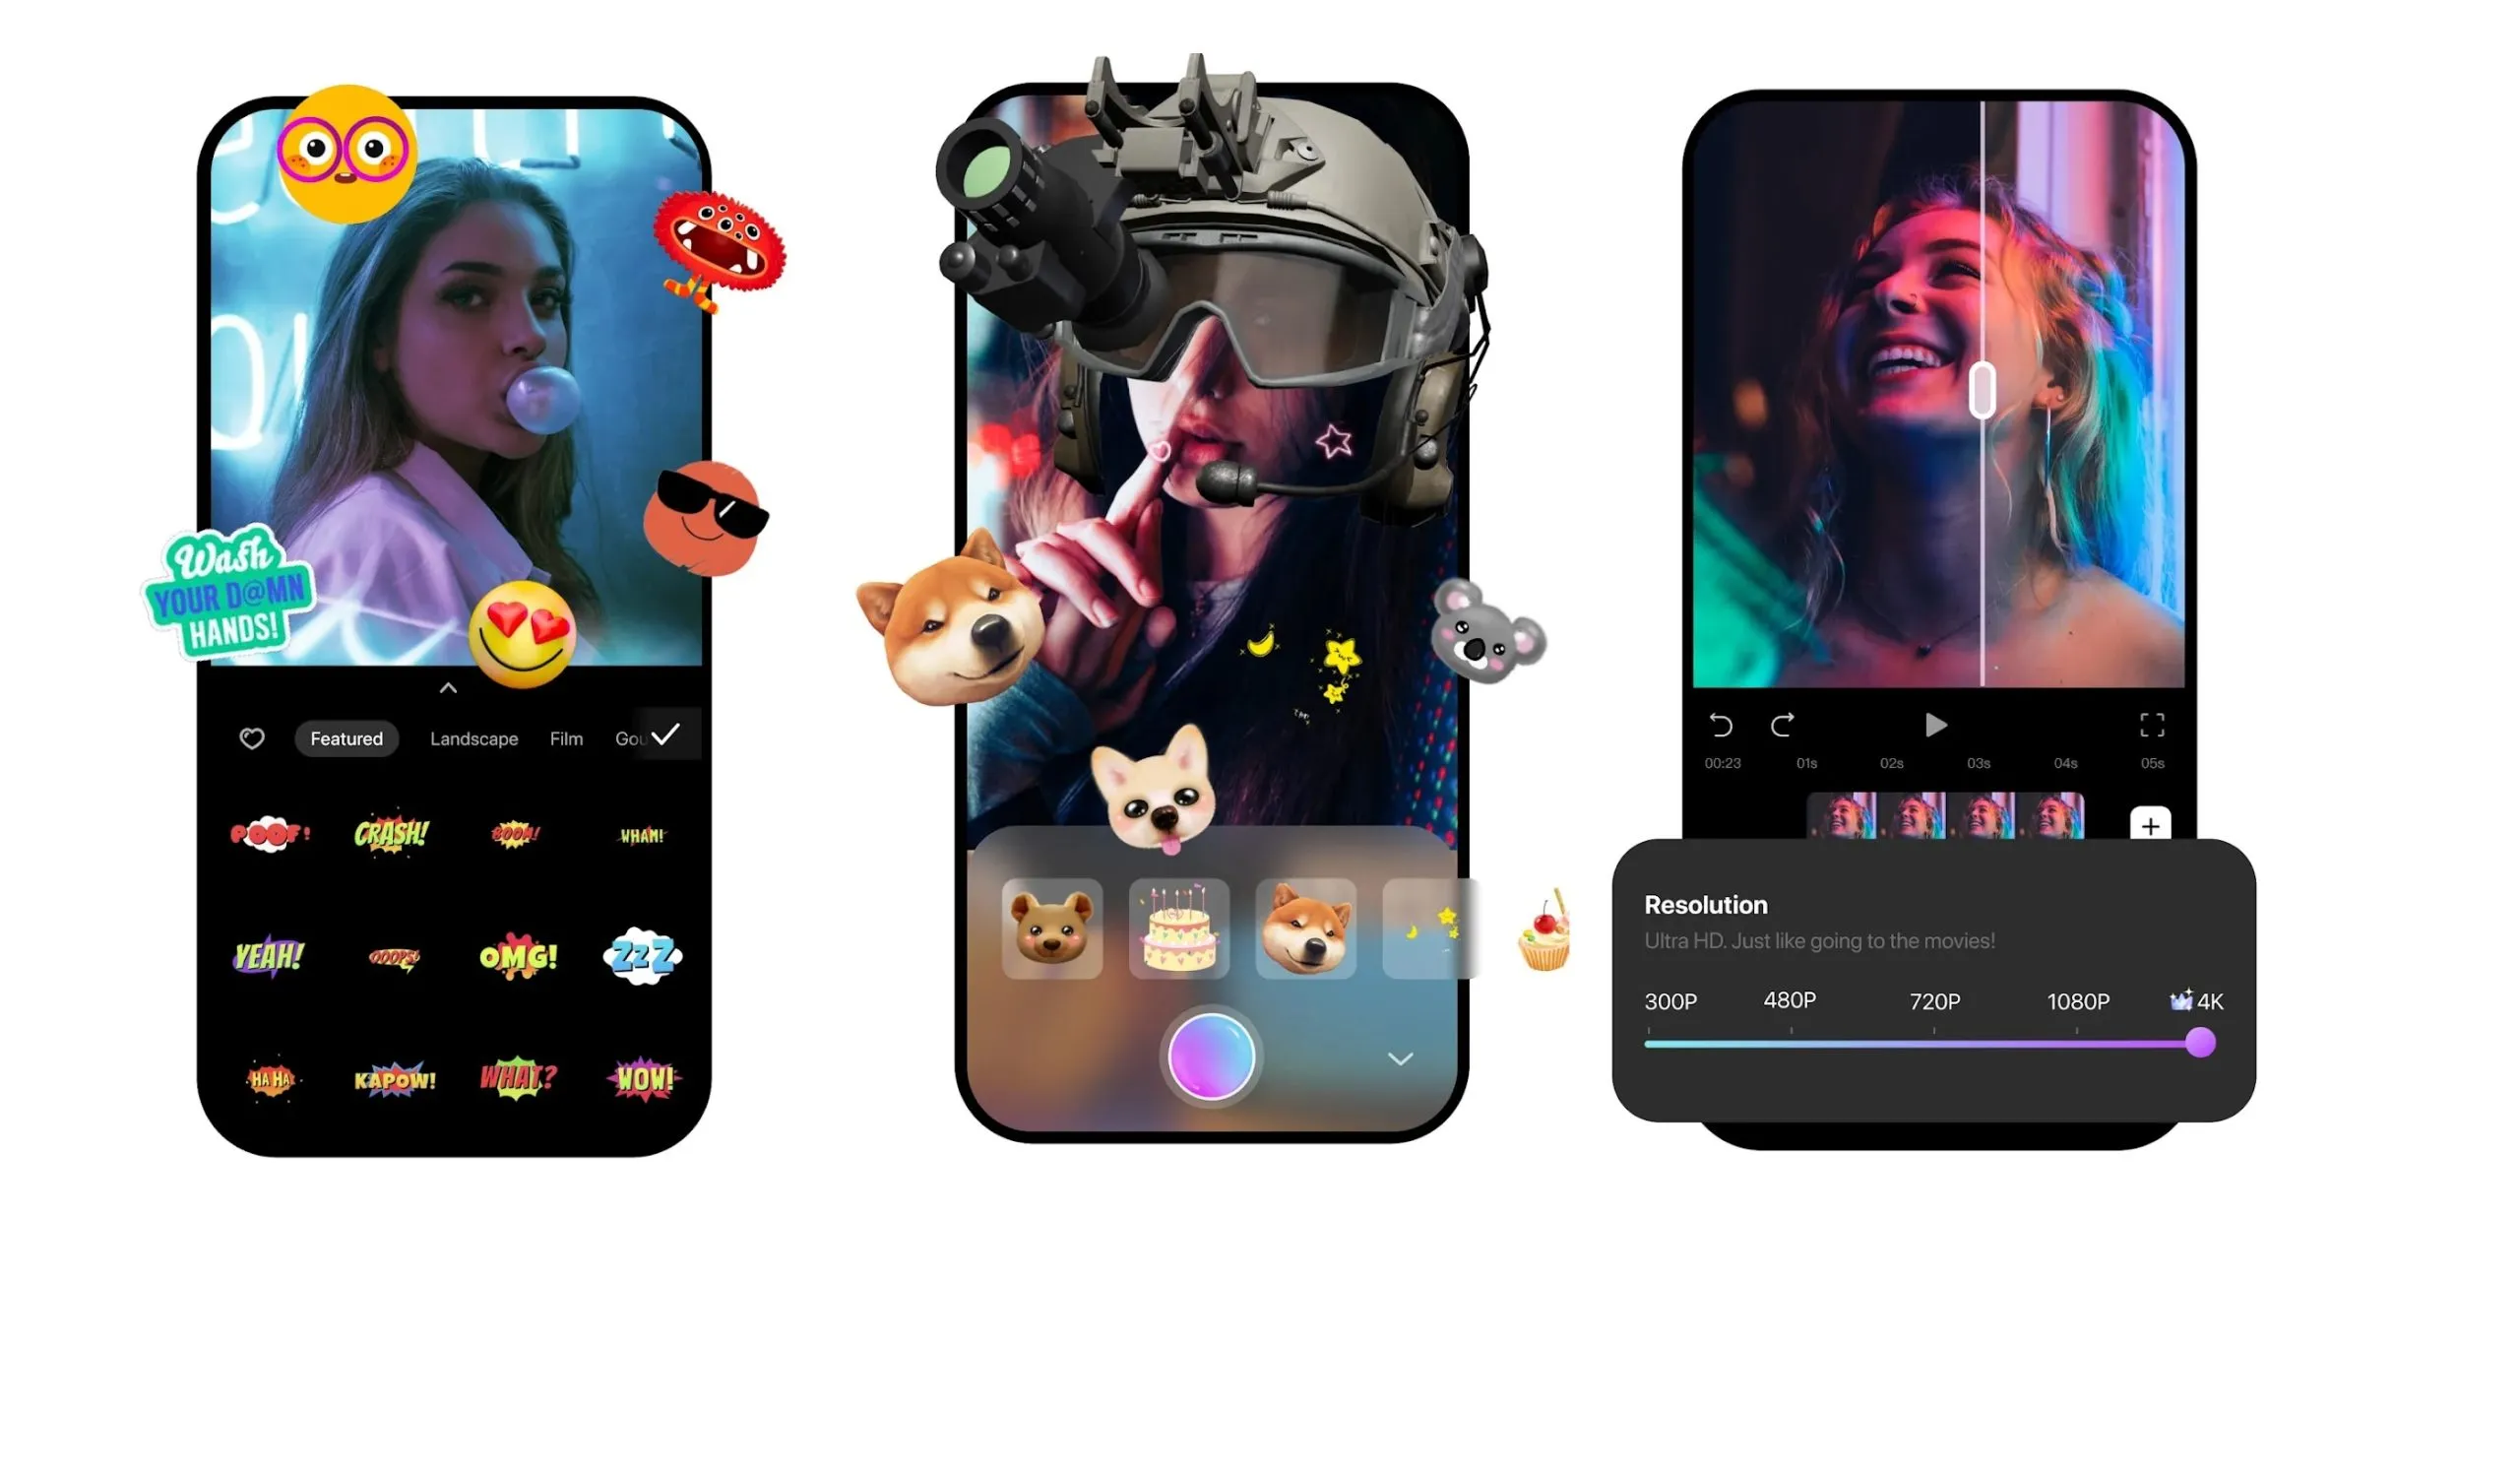 Wash
YOUR D@MN
HANDS!
Featured Landscape Film Gou
POOF! CRASH! BOOM! WHAM!
YEAH! OOOPS! OMG! ZZZ
HA HA KAPOW! WHAT? WOW!
00:23 01s 02s 03s 04s 05s
Resolution
Ultra HD. Just like going to the movies!
300P 480P 720P 1080P 4K